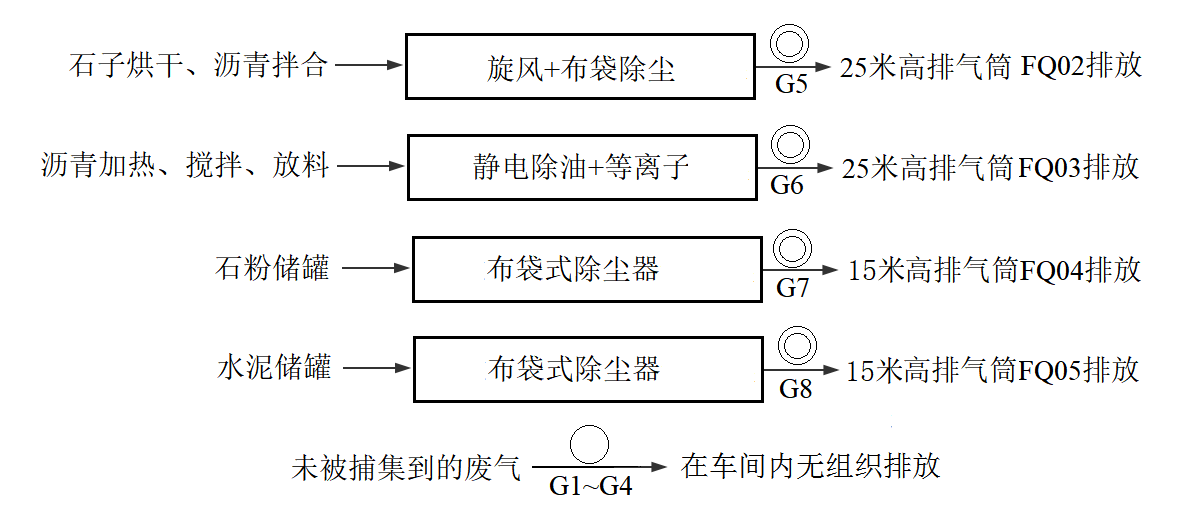 石子烘干、沥青拌合 旋风+布袋除尘 G5 25米高排气筒 FQ02排放
沥青加热、搅拌、放料 静电除油+等离子 G6 25米高排气筒 FQ03排放
石粉储罐 布袋式除尘器 G7 15米高排气筒FQ04排放
水泥储罐 布袋式除尘器 G8 15米高排气筒FQ05排放
未被捕集到的废气 G1~G4 在车间内无组织排放